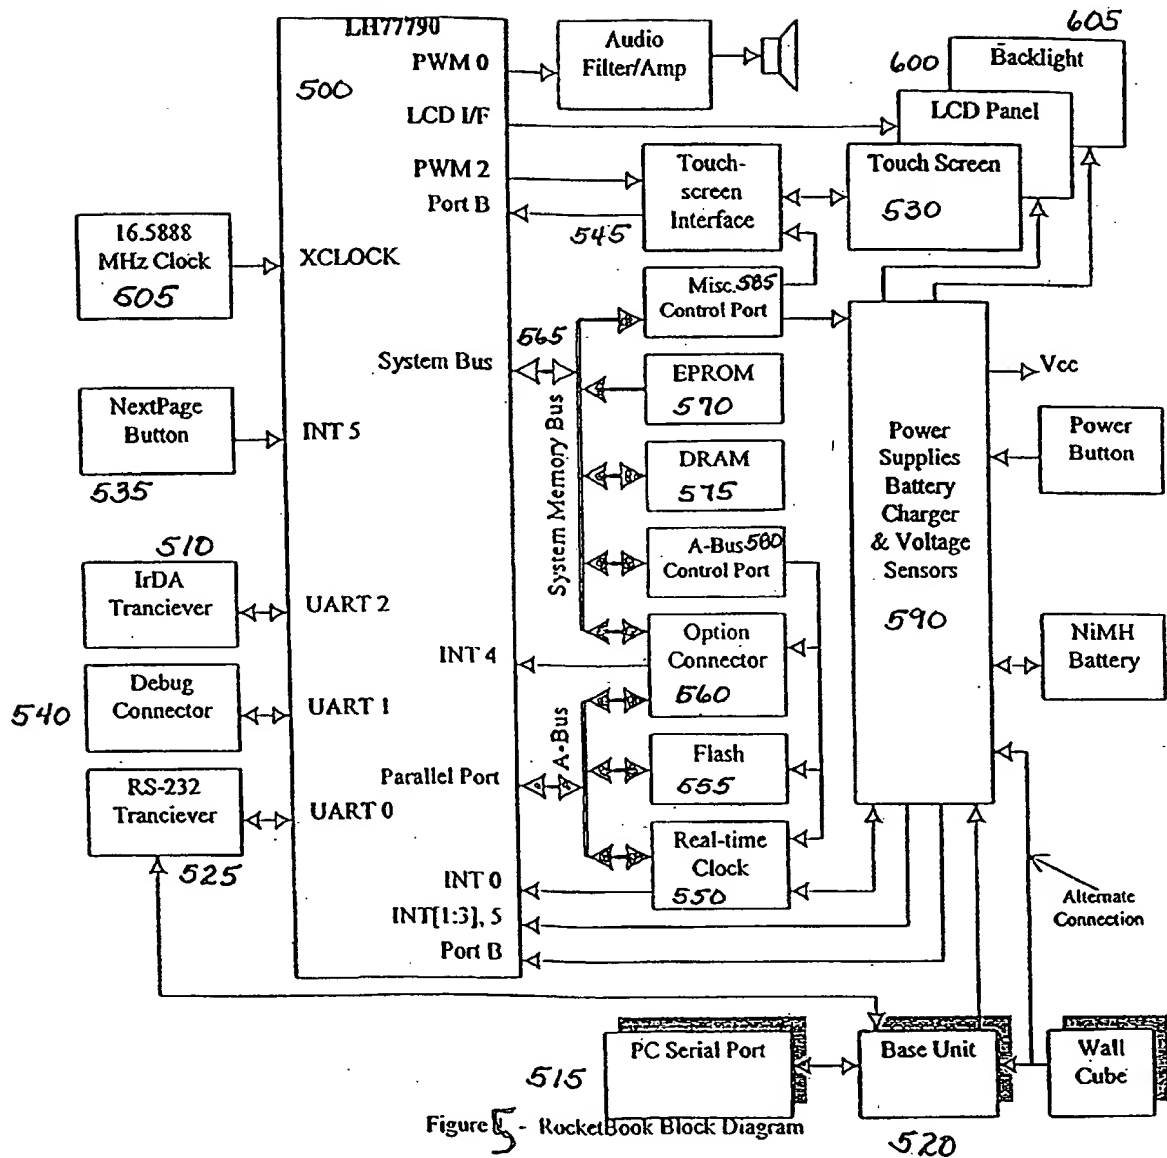 LH77790
500
PWM 0
LCD I/F
PWM 2
Port B
XCLOCK
System Bus
INT 5
UART 2
INT 4
UART 1
Parallel Port
UART 0
INT 0
INT[1:3], 5
Port B
Audio
Filter/Amp
605
Backlight
600
LCD Panel
Touch Screen
530
Touch-
screen
Interface
545
16.5888
MHz Clock
505
NextPage
Button
535
510
IrDA
Tranciever
540
Debug
Connector
RS-232
Tranciever
525
565
System Memory Bus
A-Bus
Misc. 585
Control Port
EPROM
570
DRAM
575
A-Bus 580
Control Port
Option
Connector
560
Flash
555
Real-time
Clock
550
Power
Supplies
Battery
Charger
& Voltage
Sensors
590
Vcc
Power
Button
NiMH
Battery
Alternate
Connection
PC Serial Port
515
Base Unit
520
Wall
Cube
Figure 5 - RocketBook Block Diagram